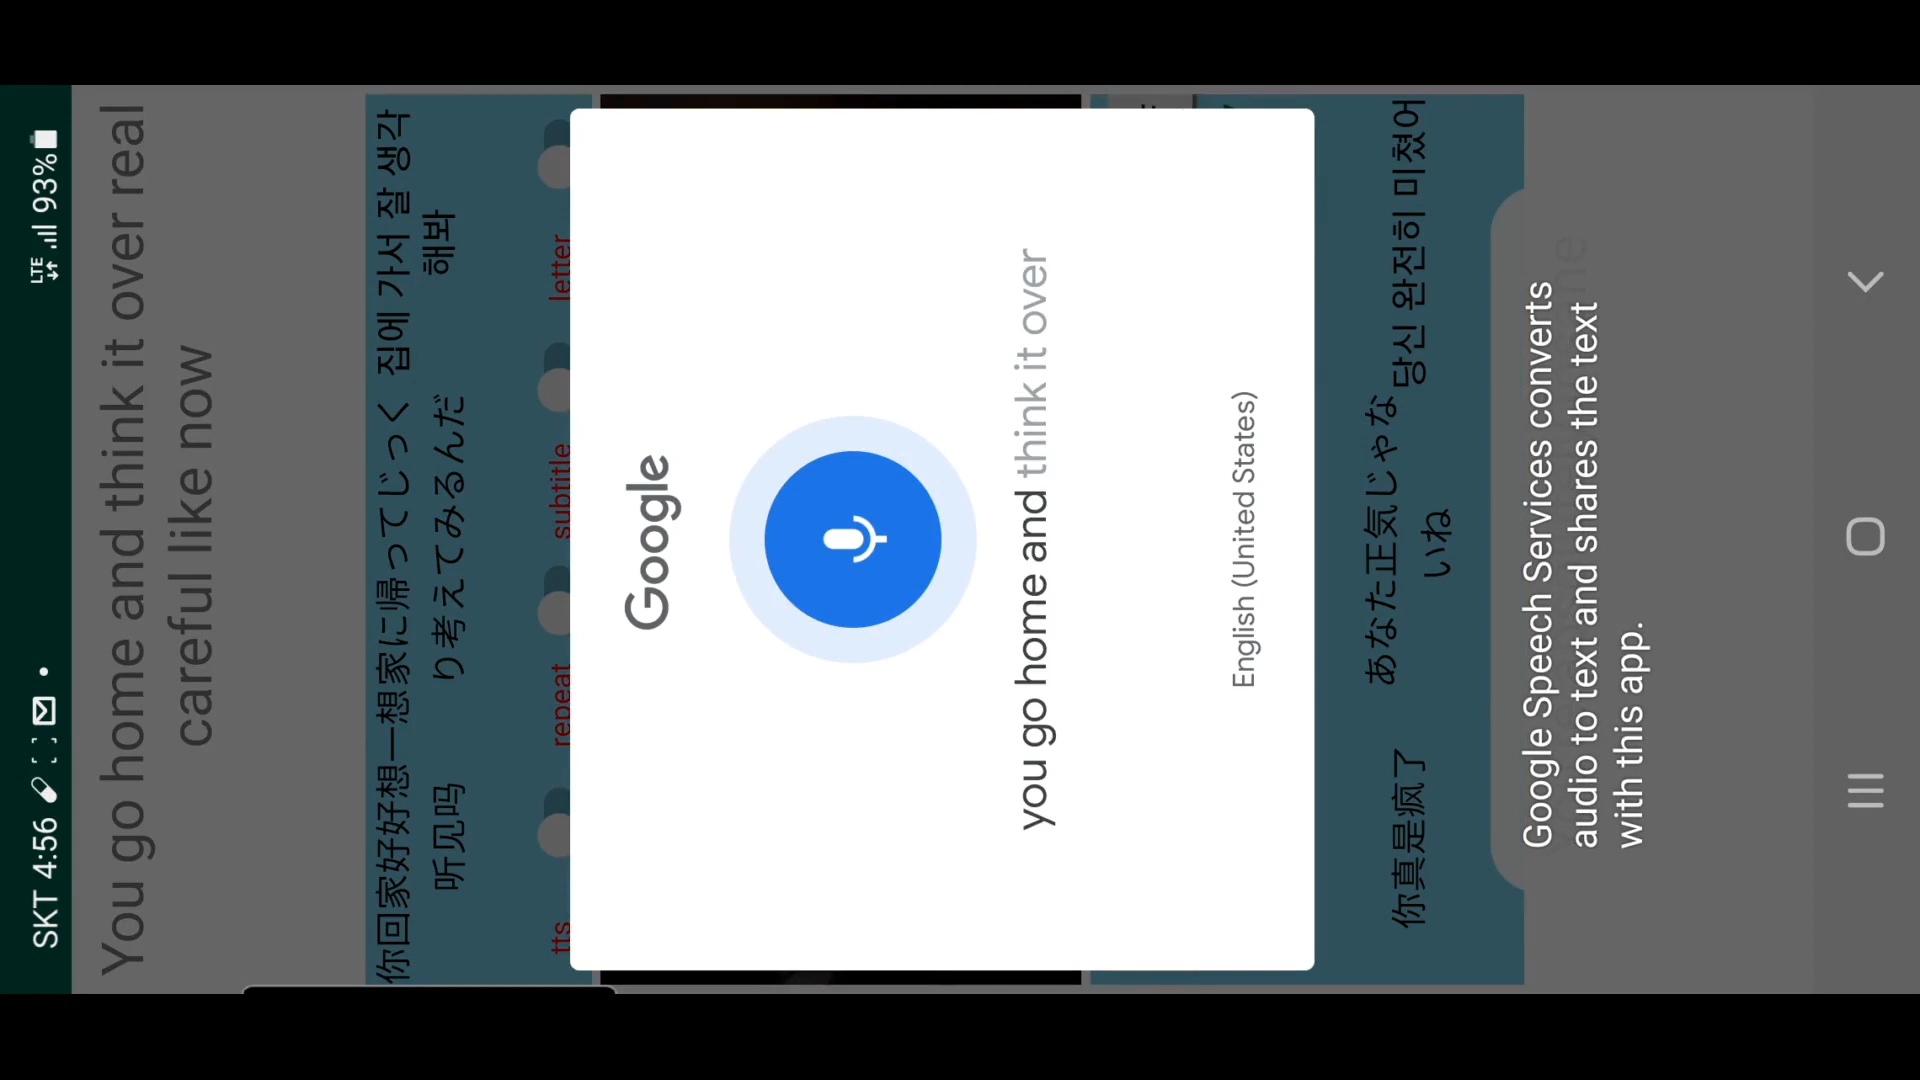 SKT 4:56
LTE 93%
You go home and think it over real
careful like now
你回家好好想一想
听见吗
家に帰ってじっく
り考えてみるんだ
집에 가서 잘 생각
해봐
tts
repeat
subtitle
letter
Google
you go home and think it over
English (United States)
你真是疯了
あなた正気じゃな
いね
당신 완전히 미쳤어
Google Speech Services converts
audio to text and shares the text
with this app.